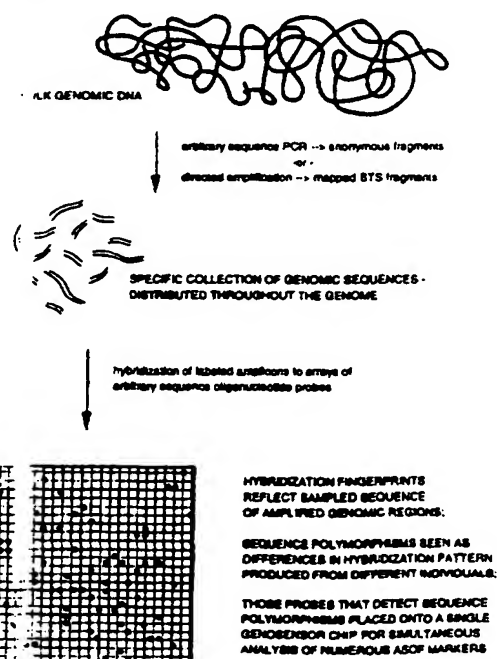 GENOMIC DNA
arbitrary sequence PCR --> anonymous fragments
-or-
directed amplification --> mapped STS fragments
SPECIFIC COLLECTION OF GENOMIC SEQUENCES -
DISTRIBUTED THROUGHOUT THE GENOME
hybridization of labeled amplicons to arrays of
arbitrary sequence oligonucleotide probes
HYBRIDIZATION FINGERPRINTS
REFLECT SAMPLED SEQUENCE
OF AMPLIFIED GENOMIC REGIONS;
SEQUENCE POLYMORPHISMS SEEN AS
DIFFERENCES IN HYBRIDIZATION PATTERN
PRODUCED FROM DIFFERENT INDIVIDUALS;
THOSE PROBES THAT DETECT SEQUENCE
POLYMORPHISMS PLACED ONTO A SINGLE
GENOSENSOR CHIP FOR SIMULTANEOUS
ANALYSIS OF NUMEROUS ASOF MARKERS